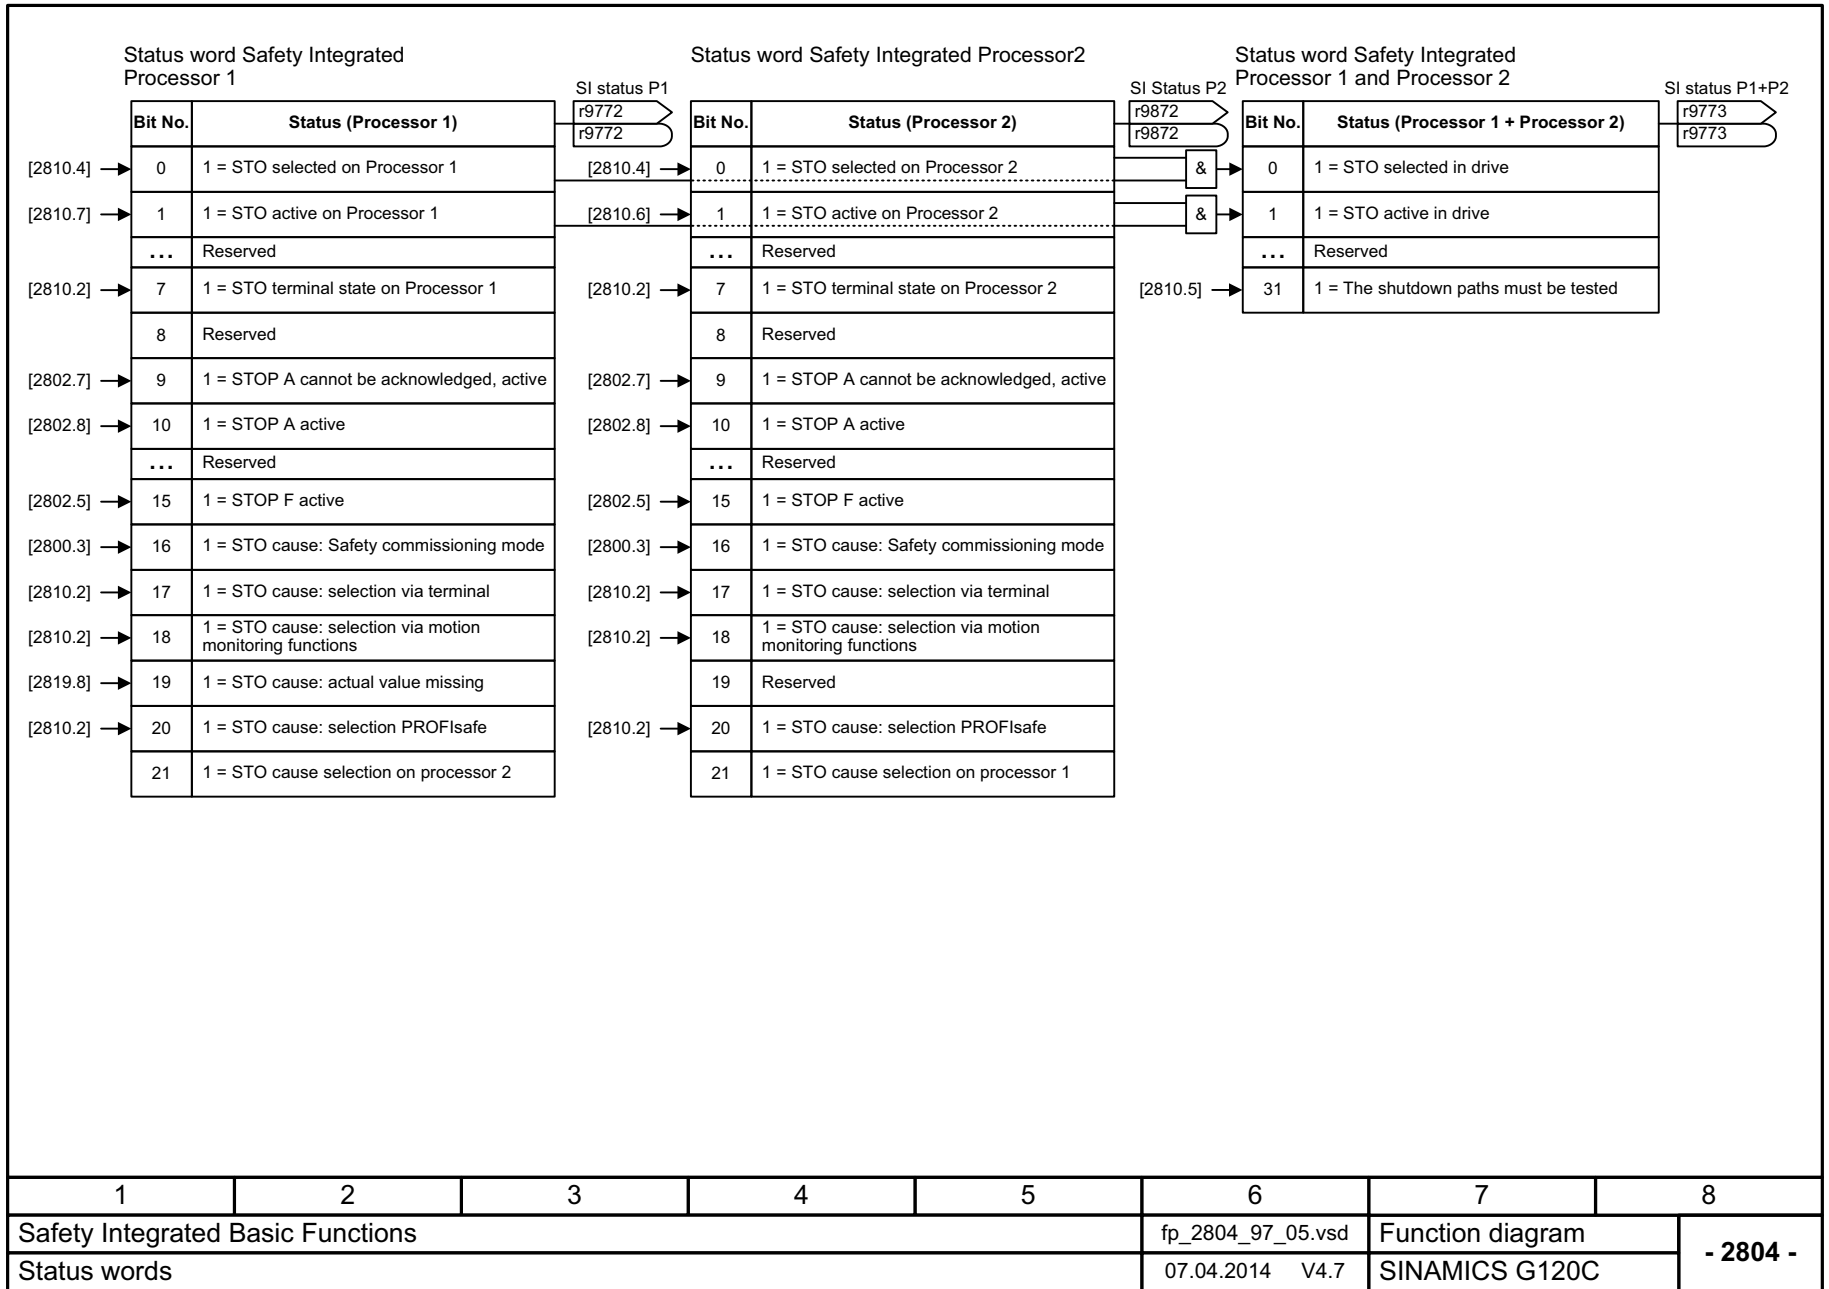 Status word Safety Integrated
Processor 1
SI status P1
r9772
r9772
Bit No. Status (Processor 1)
[2810.4] 0 1 = STO selected on Processor 1
[2810.7] 1 1 = STO active on Processor 1
... Reserved
[2810.2] 7 1 = STO terminal state on Processor 1
8 Reserved
[2802.7] 9 1 = STOP A cannot be acknowledged, active
[2802.8] 10 1 = STOP A active
... Reserved
[2802.5] 15 1 = STOP F active
[2800.3] 16 1 = STO cause: Safety commissioning mode
[2810.2] 17 1 = STO cause: selection via terminal
[2810.2] 18 1 = STO cause: selection via motion
monitoring functions
[2819.8] 19 1 = STO cause: actual value missing
[2810.2] 20 1 = STO cause: selection PROFIsafe
21 1 = STO cause selection on processor 2
Status word Safety Integrated Processor2
SI Status P2
r9872
r9872
Bit No. Status (Processor 2)
[2810.4] 0 1 = STO selected on Processor 2
[2810.6] 1 1 = STO active on Processor 2
... Reserved
[2810.2] 7 1 = STO terminal state on Processor 2
8 Reserved
[2802.7] 9 1 = STOP A cannot be acknowledged, active
[2802.8] 10 1 = STOP A active
... Reserved
[2802.5] 15 1 = STOP F active
[2800.3] 16 1 = STO cause: Safety commissioning mode
[2810.2] 17 1 = STO cause: selection via terminal
[2810.2] 18 1 = STO cause: selection via motion
monitoring functions
19 Reserved
[2810.2] 20 1 = STO cause: selection PROFIsafe
21 1 = STO cause selection on processor 1
Status word Safety Integrated
Processor 1 and Processor 2
SI status P1+P2
r9773
r9773
Bit No. Status (Processor 1 + Processor 2)
& 0 1 = STO selected in drive
& 1 1 = STO active in drive
... Reserved
[2810.5] 31 1 = The shutdown paths must be tested
1 2 3 4 5 6 7 8
Safety Integrated Basic Functions fp_2804_97_05.vsd Function diagram
- 2804 -
Status words 07.04.2014 V4.7 SINAMICS G120C